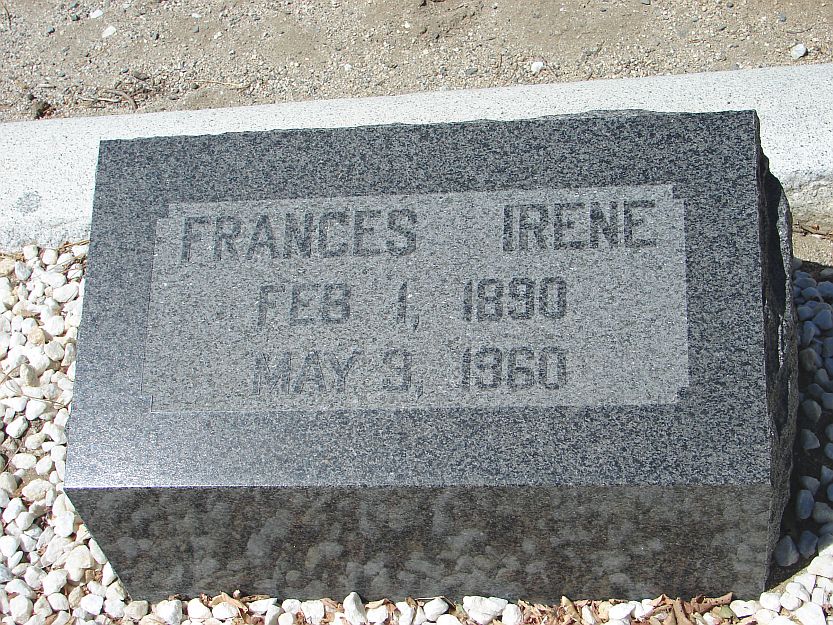 FRANCES IRENE
FEB 1, 1890
MAY 9, 1960